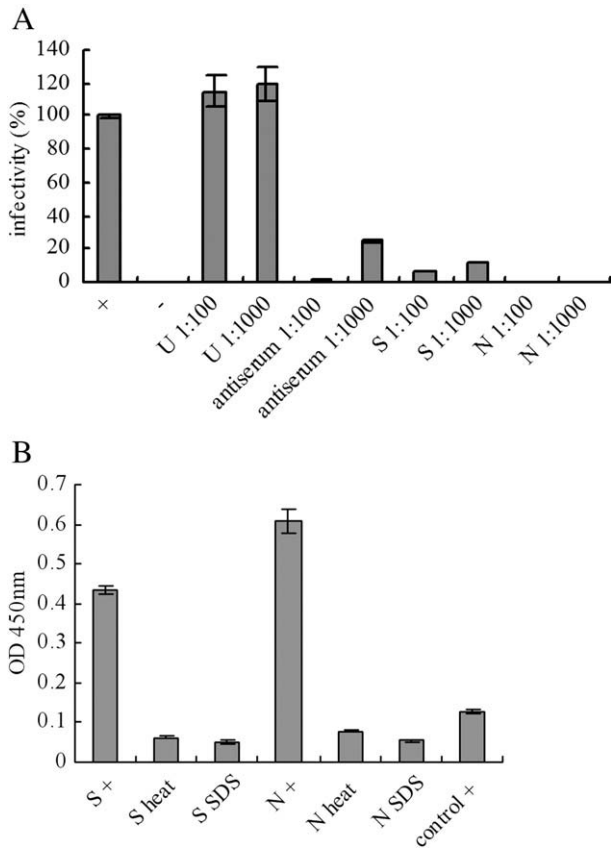 A
infectivity (%)
140
120
100
80
60
40
20
0
×
-
U 1:100
U 1:1000
antiserum 1:100
antiserum 1:1000
S 1:100
S 1:1000
N 1:100
N 1:1000
B
OD 450nm
0.7
0.6
0.5
0.4
0.3
0.2
0.1
0
S +
S heat
S SDS
N +
N heat
N SDS
control +